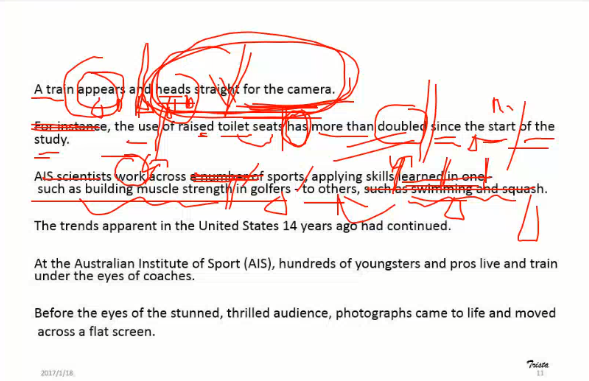 A train appears and heads straight for the camera.
For instance, the use of raised toilet seats has more than doubled since the start of the
study.
AIS scientists work across a number of sports, applying skills learned in one-
such as building muscle strength in golfers - to others, such as swimming and squash.
The trends apparent in the United States 14 years ago had continued.
At the Australian Institute of Sport (AIS), hundreds of youngsters and pros live and train
under the eyes of coaches.
Before the eyes of the stunned, thrilled audience, photographs came to life and moved
across a flat screen.
2017/1/18
Trista
11